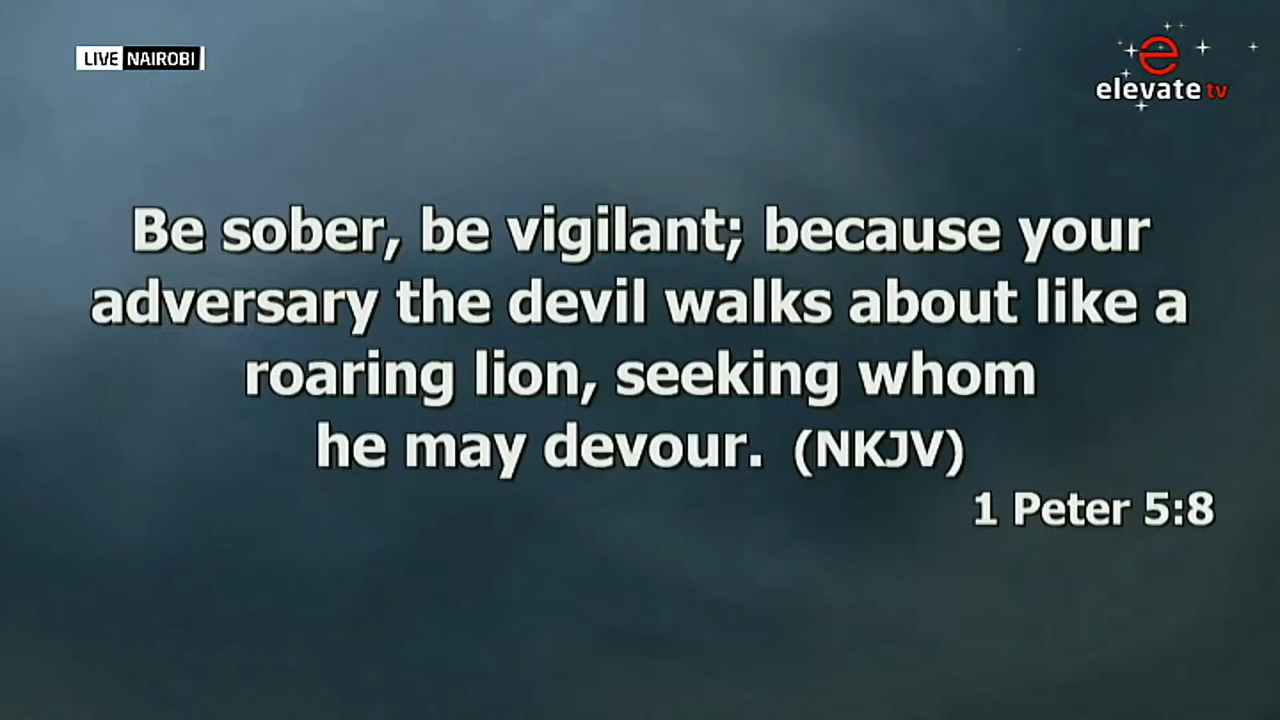 LIVE NAIROBI
e
elevate tv
Be sober, be vigilant; because your
adversary the devil walks about like a
roaring lion, seeking whom
he may devour. (NKJV)
1 Peter 5:8